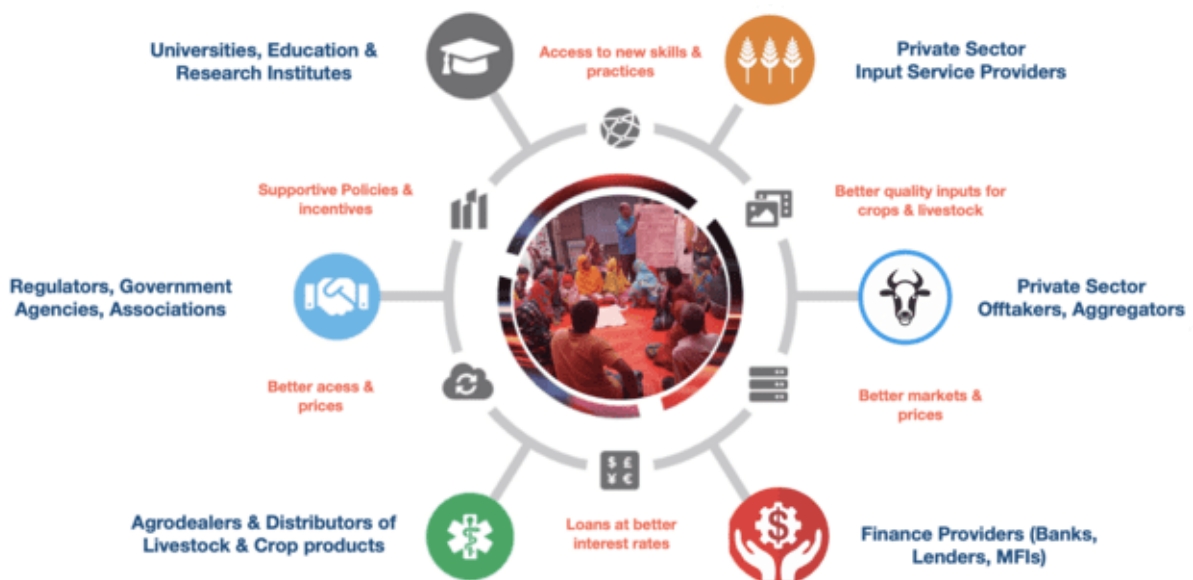 Universities, Education &
Research Institutes
Access to new skills &
practices
Private Sector
Input Service Providers
Supportive Policies &
incentives
Better quality inputs for
crops & livestock
Regulators, Government
Agencies, Associations
Private Sector
Offtakers, Aggregators
Better acess &
prices
Better markets &
prices
$ £
¥ €
Agrodealers & Distributors of
Livestock & Crop products
Loans at better
interest rates
$
Finance Providers (Banks,
Lenders, MFIs)